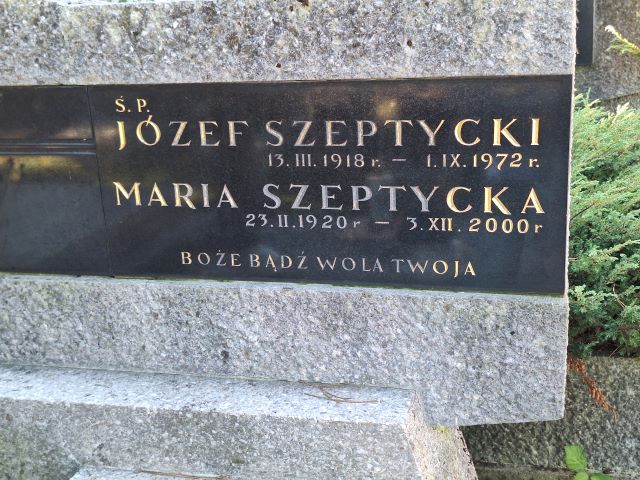 Ś. P.
JÓZEF SZEPTYCKI
13. III. 1918 r. – 1. IX. 1972 r.
MARIA SZEPTYCKA
23. II. 1920 r – 3. XII. 2000 r
BOŻE BĄDŹ WOLA TWOJA